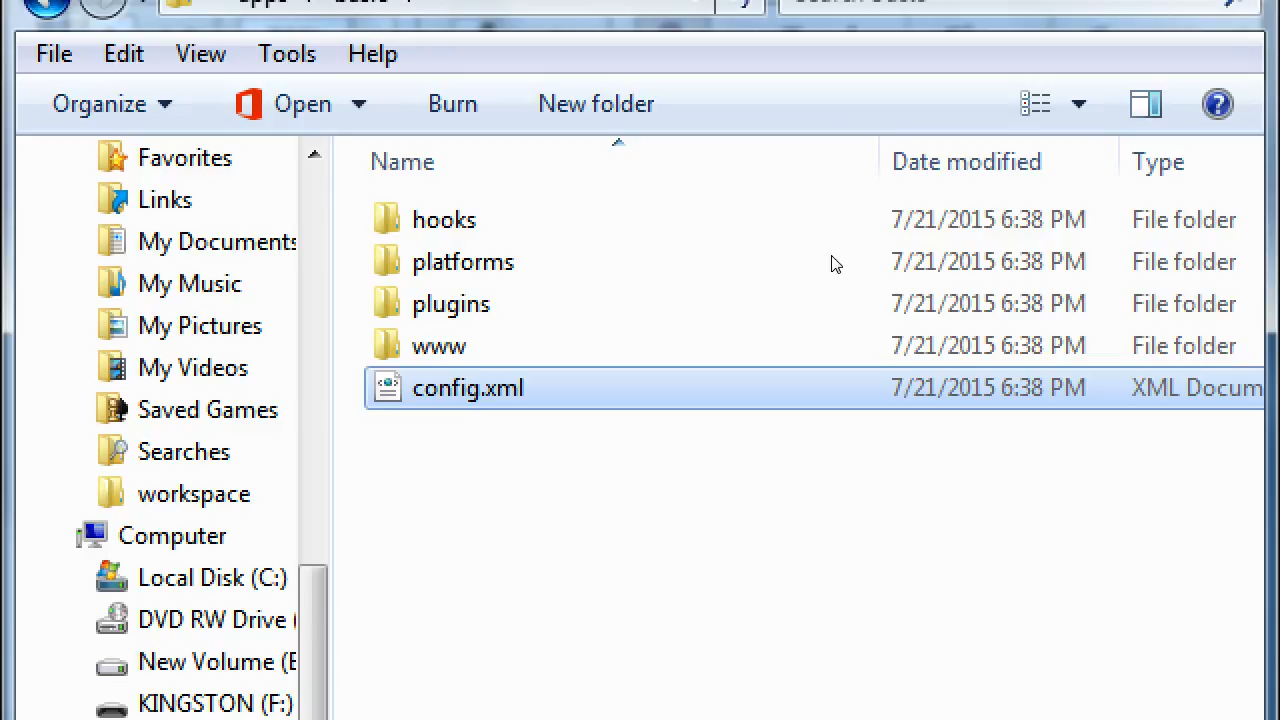 File Edit View Tools Help
Organize Open Burn New folder
Name Date modified Type
Favorites
Links
My Documents
My Music
My Pictures
My Videos
Saved Games
Searches
workspace
Computer
Local Disk (C:)
DVD RW Drive (
New Volume (E
KINGSTON (F:)
hooks 7/21/2015 6:38 PM File folder
platforms 7/21/2015 6:38 PM File folder
plugins 7/21/2015 6:38 PM File folder
www 7/21/2015 6:38 PM File folder
config.xml 7/21/2015 6:38 PM XML Docum